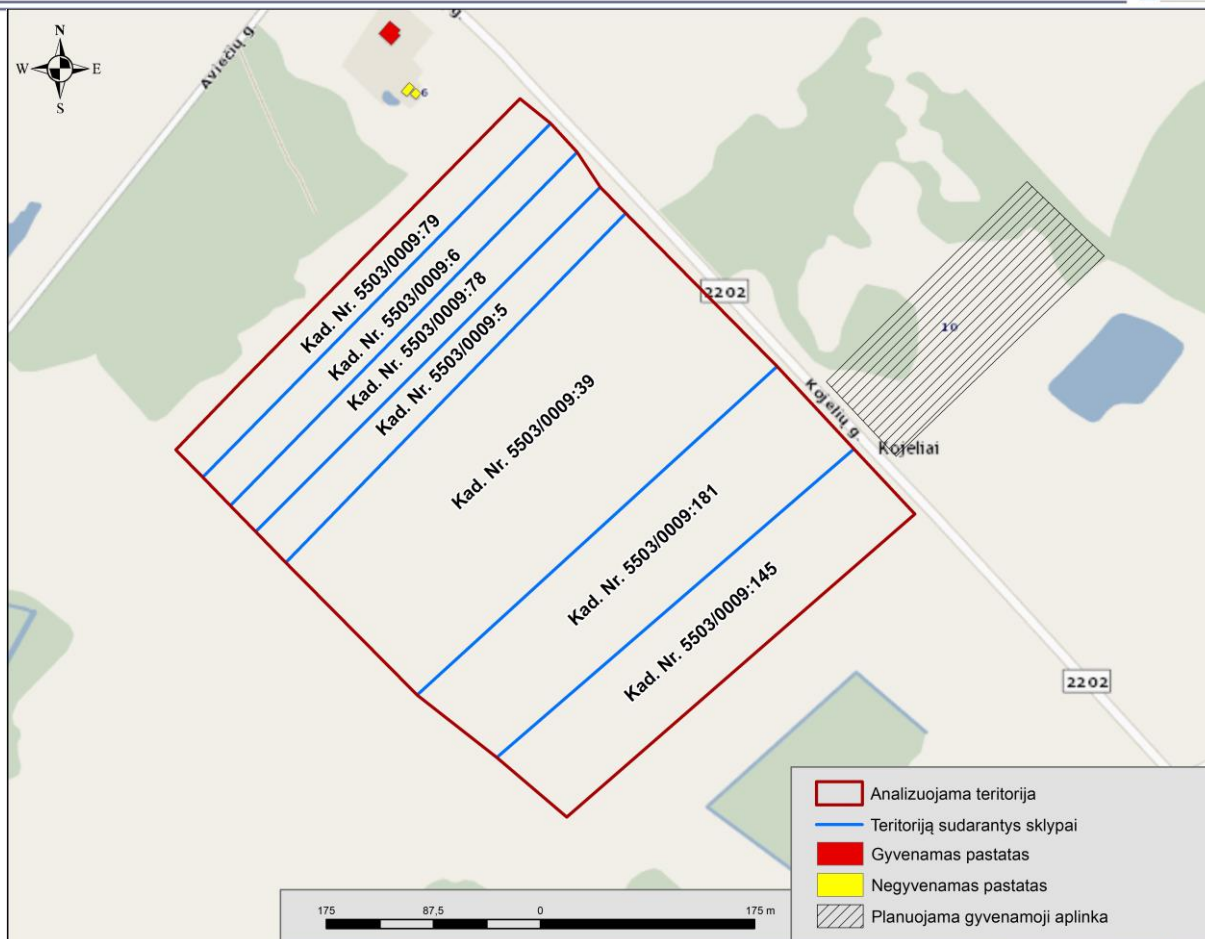 N
W
E
S
Aviečių g.
g.
6
Kad. Nr. 5503/0009:79
Kad. Nr. 5503/0009:6
Kad. Nr. 5503/0009:78
Kad. Nr. 5503/0009:5
Kad. Nr. 5503/0009:39
Kad. Nr. 5503/0009:181
Kad. Nr. 5503/0009:145
2202
10
Kojelių g.
Kojeliai
2202
Analizuojama teritorija
Teritoriją sudarantys sklypai
Gyvenamas pastatas
Negyvenamas pastatas
Planuojama gyvenamoji aplinka
175 87,5 0 175 m